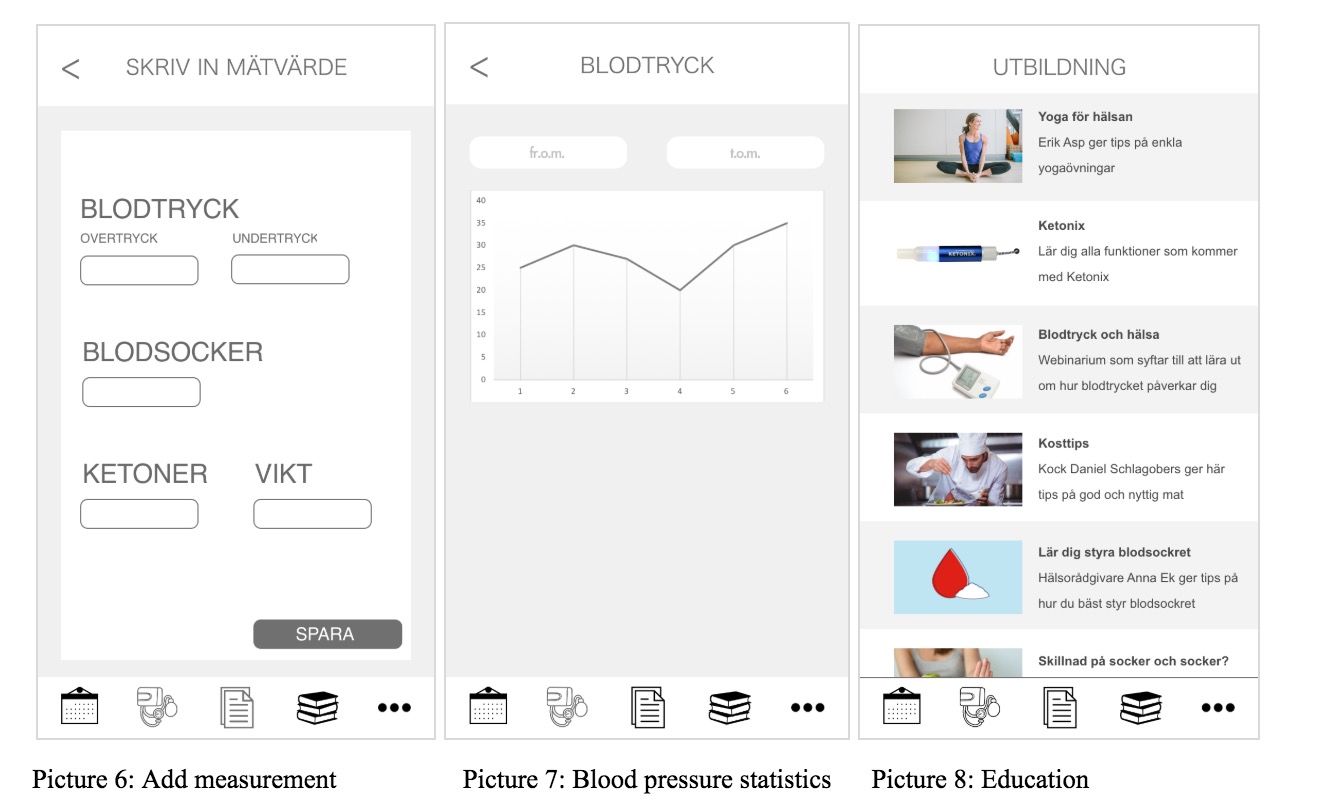 SKRIV IN MÄTVÄRDE
BLODTRYCK
OVERTRYCK
UNDERTRYCK
BLODSOCKER
KETONER
VIKT
SPARA
BLODTRYCK
fr.o.m.
t.o.m.
40
35
30
25
20
15
10
5
0
1 2 3 4 5 6
UTBILDNING
Yoga för hälsan
Erik Asp ger tips på enkla
yogaövningar
KETONIX
Ketonix
Lär dig alla funktioner som kommer
med Ketonix
Blodtryck och hälsa
Webinarium som syftar till att lära ut
om hur blodtrycket påverkar dig
Kosttips
Kock Daniel Schlagobers ger här
tips på god och nyttig mat
Lär dig styra blodsockret
Hälsorådgivare Anna Ek ger tips på
hur du bäst styr blodsockret
Skillnad på socker och socker?
Picture 6: Add measurement
Picture 7: Blood pressure statistics
Picture 8: Education